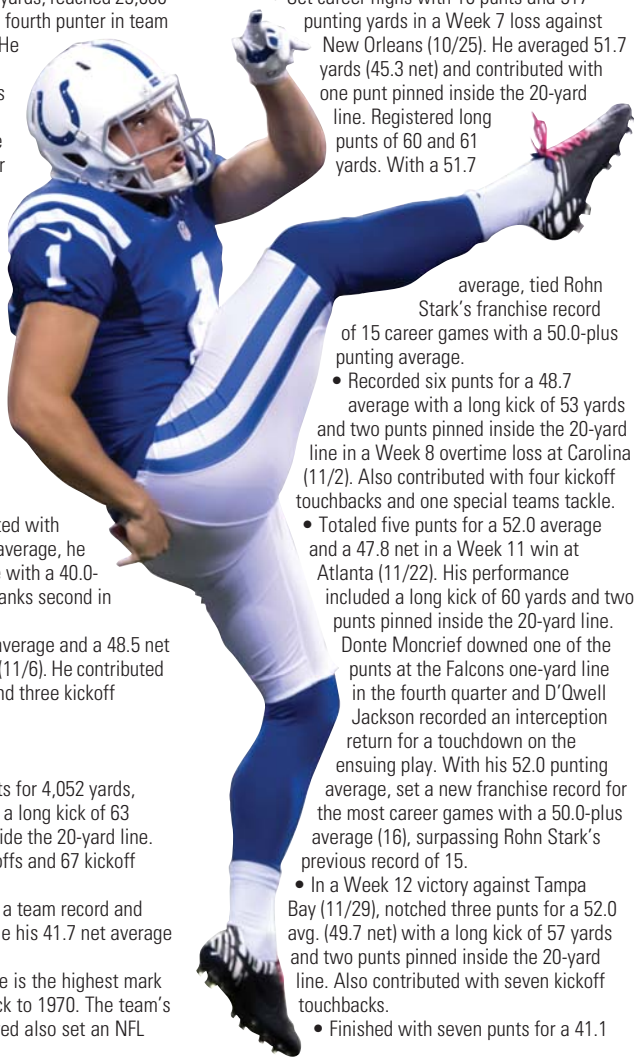 yards, reached 25,000
fourth punter in team
He
ted with
average, he
with a 40.0-
anks second in
average and a 48.5 net
(11/6). He contributed
nd three kickoff
ts for 4,052 yards,
a long kick of 63
ide the 20-yard line.
offs and 67 kickoff
a team record and
e his 41.7 net average
e is the highest mark
ck to 1970. The team's
ed also set an NFL
punting yards in a Week 7 loss against
New Orleans (10/25). He averaged 51.7
yards (45.3 net) and contributed with
one punt pinned inside the 20-yard
line. Registered long
punts of 60 and 61
yards. With a 51.7
average, tied Rohn
Stark's franchise record
of 15 career games with a 50.0-plus
punting average.
• Recorded six punts for a 48.7
average with a long kick of 53 yards
and two punts pinned inside the 20-yard
line in a Week 8 overtime loss at Carolina
(11/2). Also contributed with four kickoff
touchbacks and one special teams tackle.
• Totaled five punts for a 52.0 average
and a 47.8 net in a Week 11 win at
Atlanta (11/22). His performance
included a long kick of 60 yards and two
punts pinned inside the 20-yard line.
Donte Moncrief downed one of the
punts at the Falcons one-yard line
in the fourth quarter and D'Qwell
Jackson recorded an interception
return for a touchdown on the
ensuing play. With his 52.0 punting
average, set a new franchise record for
the most career games with a 50.0-plus
average (16), surpassing Rohn Stark's
previous record of 15.
• In a Week 12 victory against Tampa
Bay (11/29), notched three punts for a 52.0
avg. (49.7 net) with a long kick of 57 yards
and two punts pinned inside the 20-yard
line. Also contributed with seven kickoff
touchbacks.
• Finished with seven punts for a 41.1
1